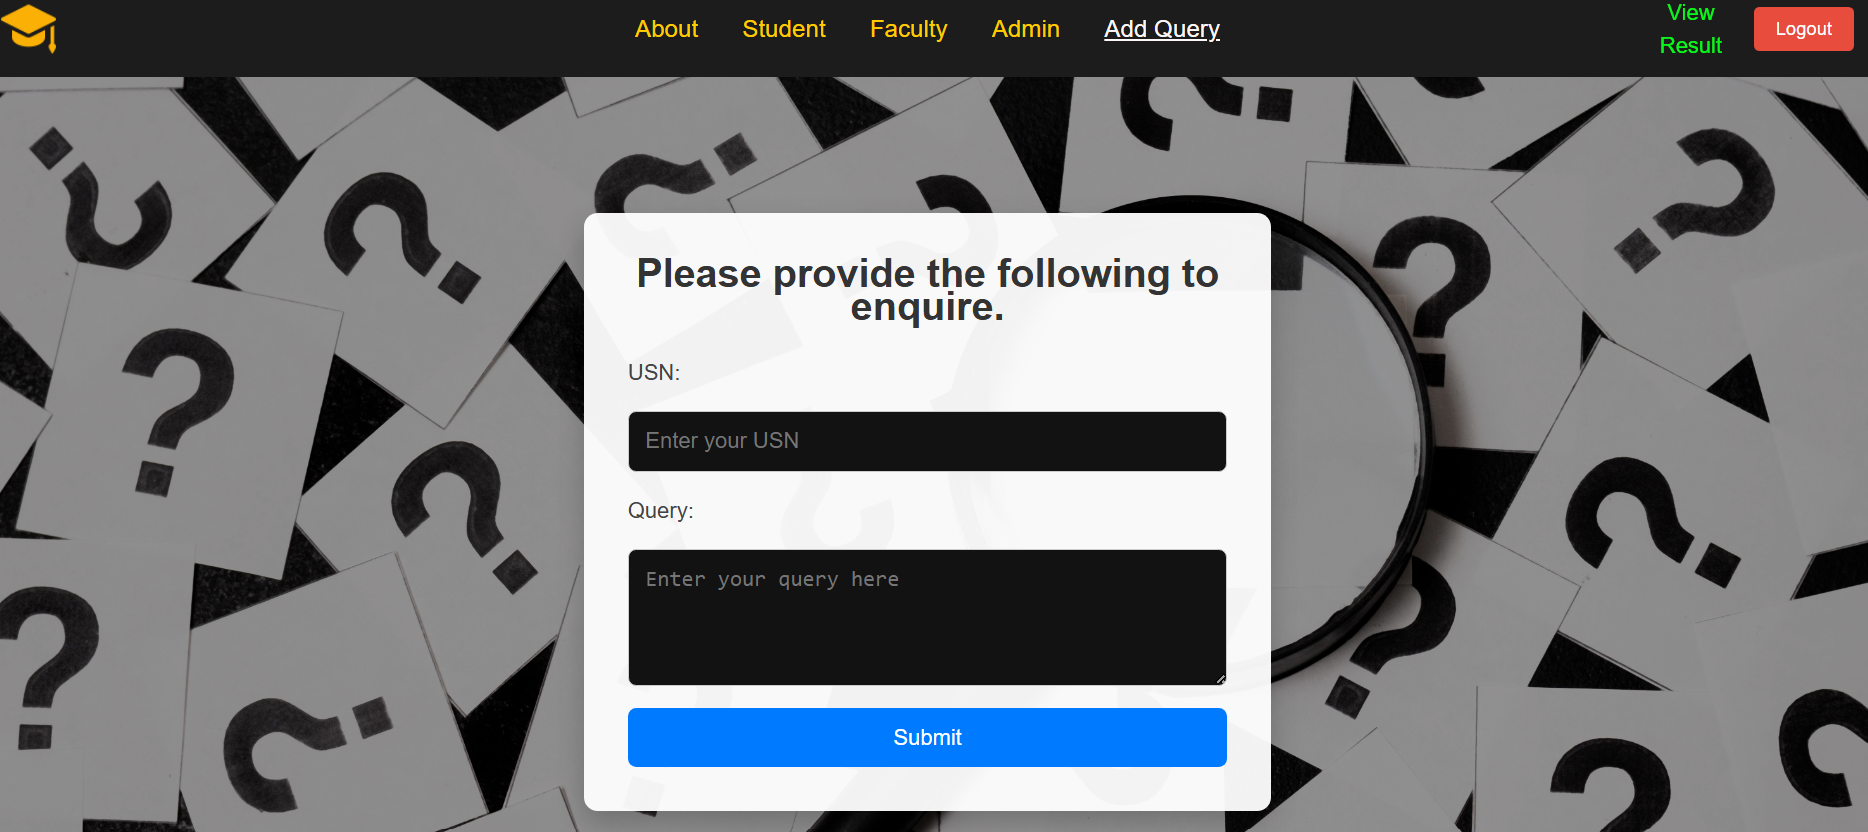 About Student Faculty Admin Add Query
View
Result
Logout
Please provide the following to
enquire.
USN:
Enter your USN
Query:
Enter your query here
Submit